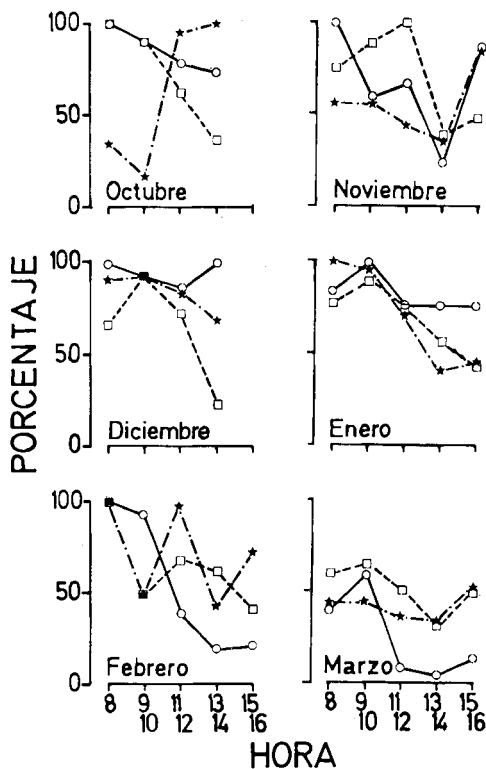 100
50
0
Octubre
Noviembre
100
50
0
Diciembre
Enero
100
50
0
Febrero
Marzo
PORCENTAJE
8 9 11 13 15 8 9 11 13 15
10 12 14 16 10 12 14 16
HORA